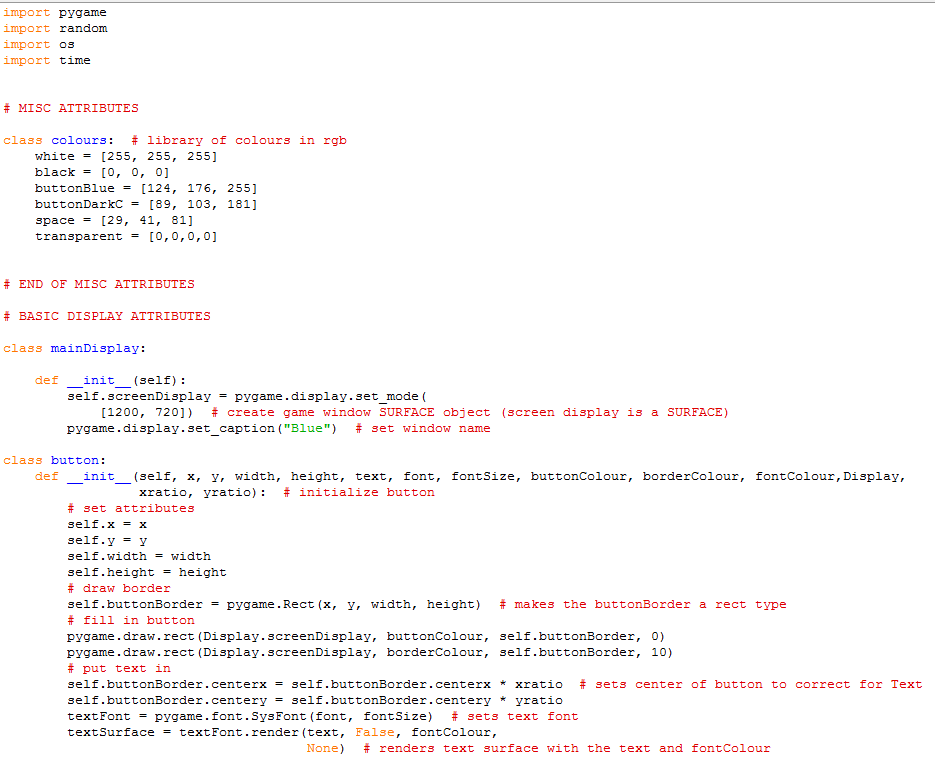 import pygame
import random
import os
import time
# MISC ATTRIBUTES
class colours:  # library of colours in rgb
    white = [255, 255, 255]
    black = [0, 0, 0]
    buttonBlue = [124, 176, 255]
    buttonDarkC = [89, 103, 181]
    space = [29, 41, 81]
    transparent = [0,0,0,0]
# END OF MISC ATTRIBUTES
# BASIC DISPLAY ATTRIBUTES
class mainDisplay:
    def __init__(self):
        self.screenDisplay = pygame.display.set_mode(
            [1200, 720])  # create game window SURFACE object (screen display is a SURFACE)
        pygame.display.set_caption("Blue")  # set window name
class button:
    def __init__(self, x, y, width, height, text, font, fontSize, buttonColour, borderColour, fontColour,Display,
                 xratio, yratio):  # initialize button
        # set attributes
        self.x = x
        self.y = y
        self.width = width
        self.height = height
        # draw border
        self.buttonBorder = pygame.Rect(x, y, width, height)  # makes the buttonBorder a rect type
        # fill in button
        pygame.draw.rect(Display.screenDisplay, buttonColour, self.buttonBorder, 0)
        pygame.draw.rect(Display.screenDisplay, borderColour, self.buttonBorder, 10)
        # put text in
        self.buttonBorder.centerx = self.buttonBorder.centerx * xratio  # sets center of button to correct for Text
        self.buttonBorder.centery = self.buttonBorder.centery * yratio
        textFont = pygame.font.SysFont(font, fontSize)  # sets text font
        textSurface = textFont.render(text, False, fontColour,
                                      None)  # renders text surface with the text and fontColour